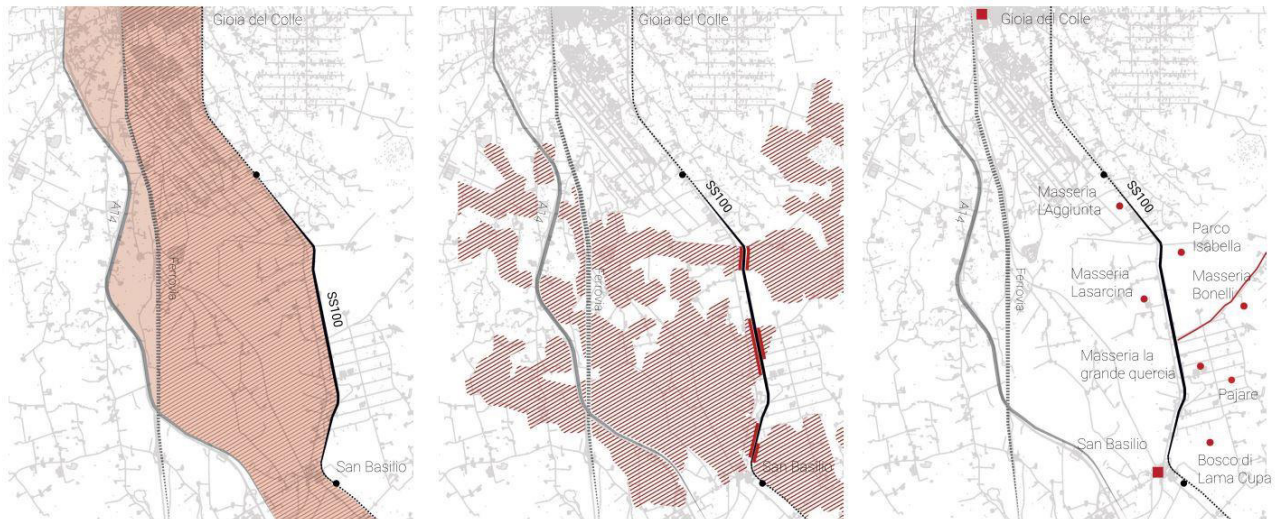 Gioia del Colle
A14
Ferrovia
SS100
San Basilio
Gioia del Colle
A14
Ferrovia
SS100
San Basilio
Gioia del Colle
SS100
Masseria
L'Aggiunta
A14
Parco
Isabella
Ferrovia
Masseria
Lasarcina
Masseria
Bonelli
Masseria la
grande quercia
Pajare
San Basilio
Bosco di
Lama Cupa